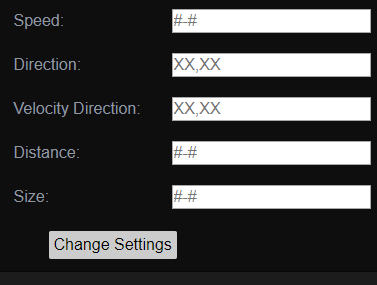 Speed: #-#
Direction: XX,XX
Velocity Direction: XX,XX
Distance: #-#
Size: #-#
Change Settings